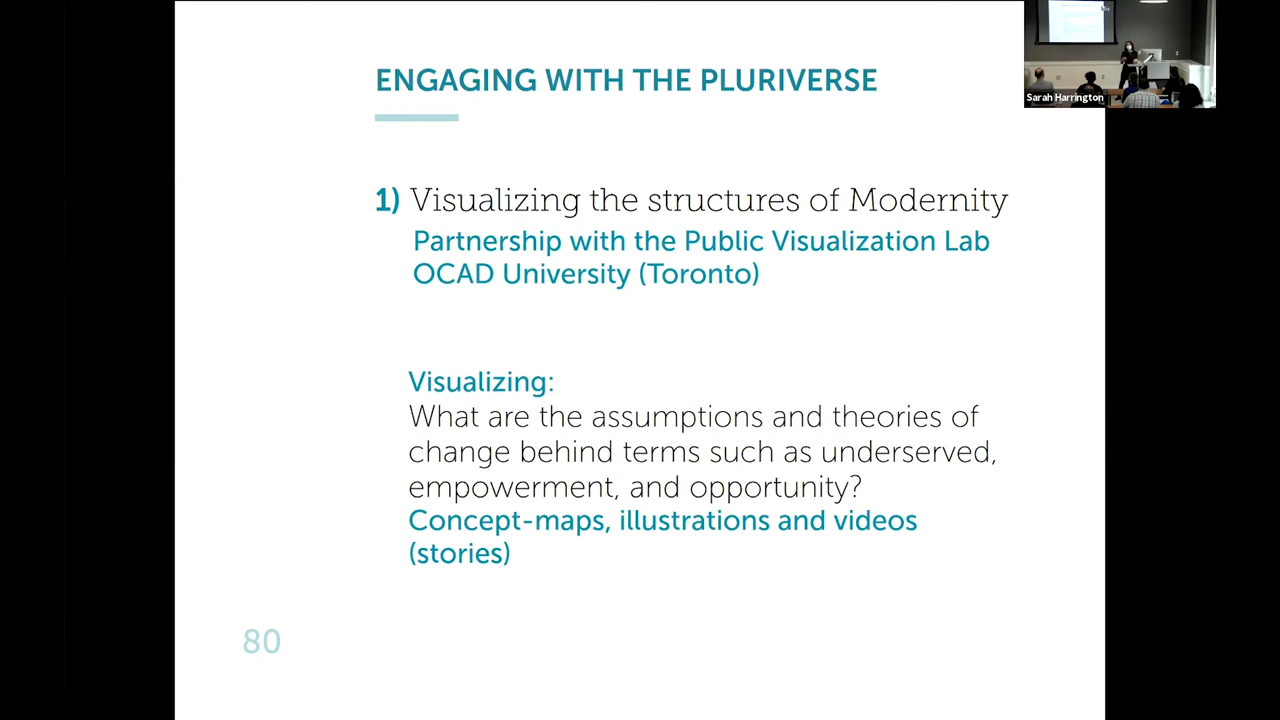 ENGAGING WITH THE PLURIVERSE
Sarah Harrington
1) Visualizing the structures of Modernity
Partnership with the Public Visualization Lab
OCAD University (Toronto)
Visualizing:
What are the assumptions and theories of
change behind terms such as underserved,
empowerment, and opportunity?
Concept-maps, illustrations and videos
(stories)
80